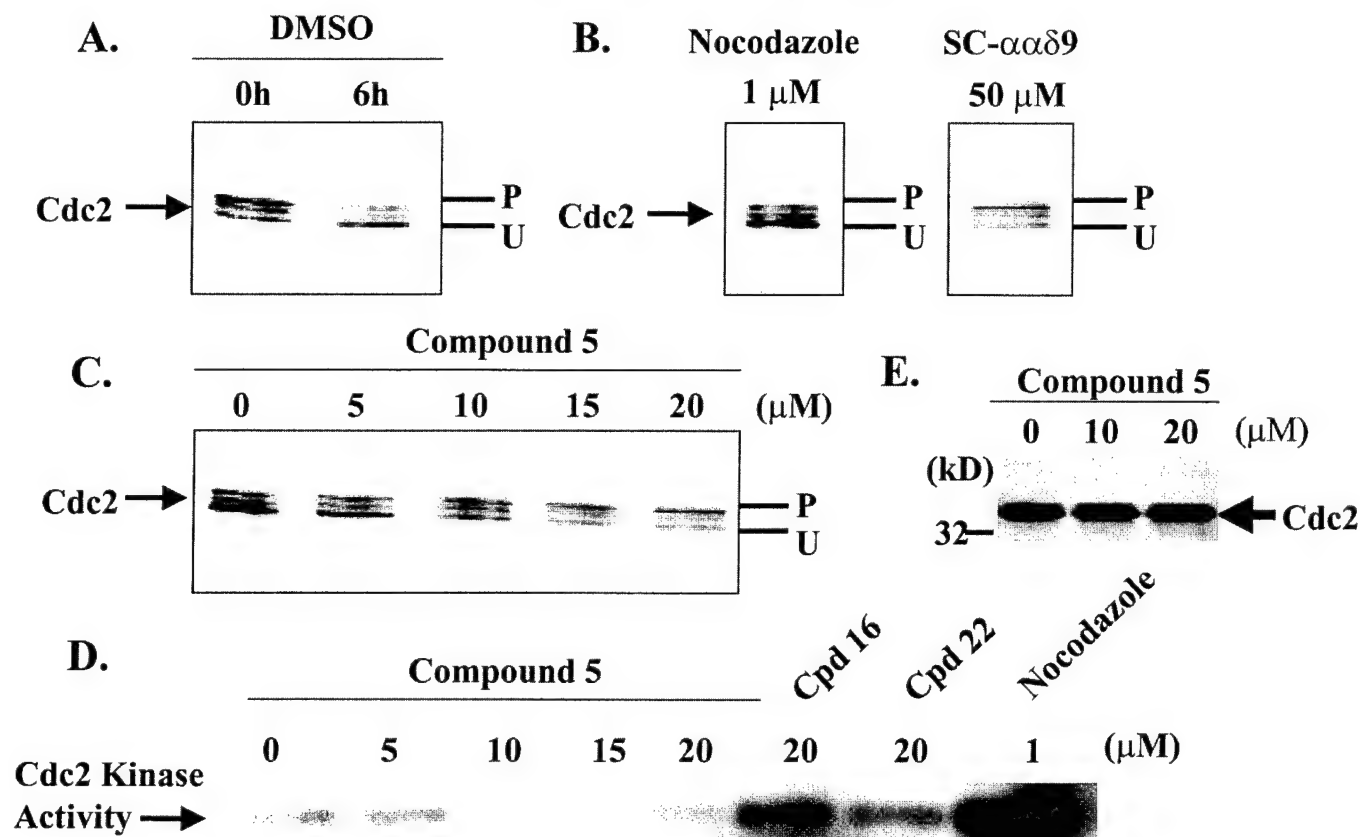 A.
DMSO
0h 6h
Cdc2
P
U
B.
Nocodazole SC-ααδ9
1 μM 50 μM
Cdc2
P
U
P
U
C.
Compound 5
0 5 10 15 20 (μM)
Cdc2
P
U
E.
Compound 5
0 10 20 (μM)
(kD)
32
Cdc2
D.
Compound 5
Cpd 16
Cpd 22
Nocodazole
0 5 10 15 20 20 20 1 (μM)
Cdc2 Kinase
Activity